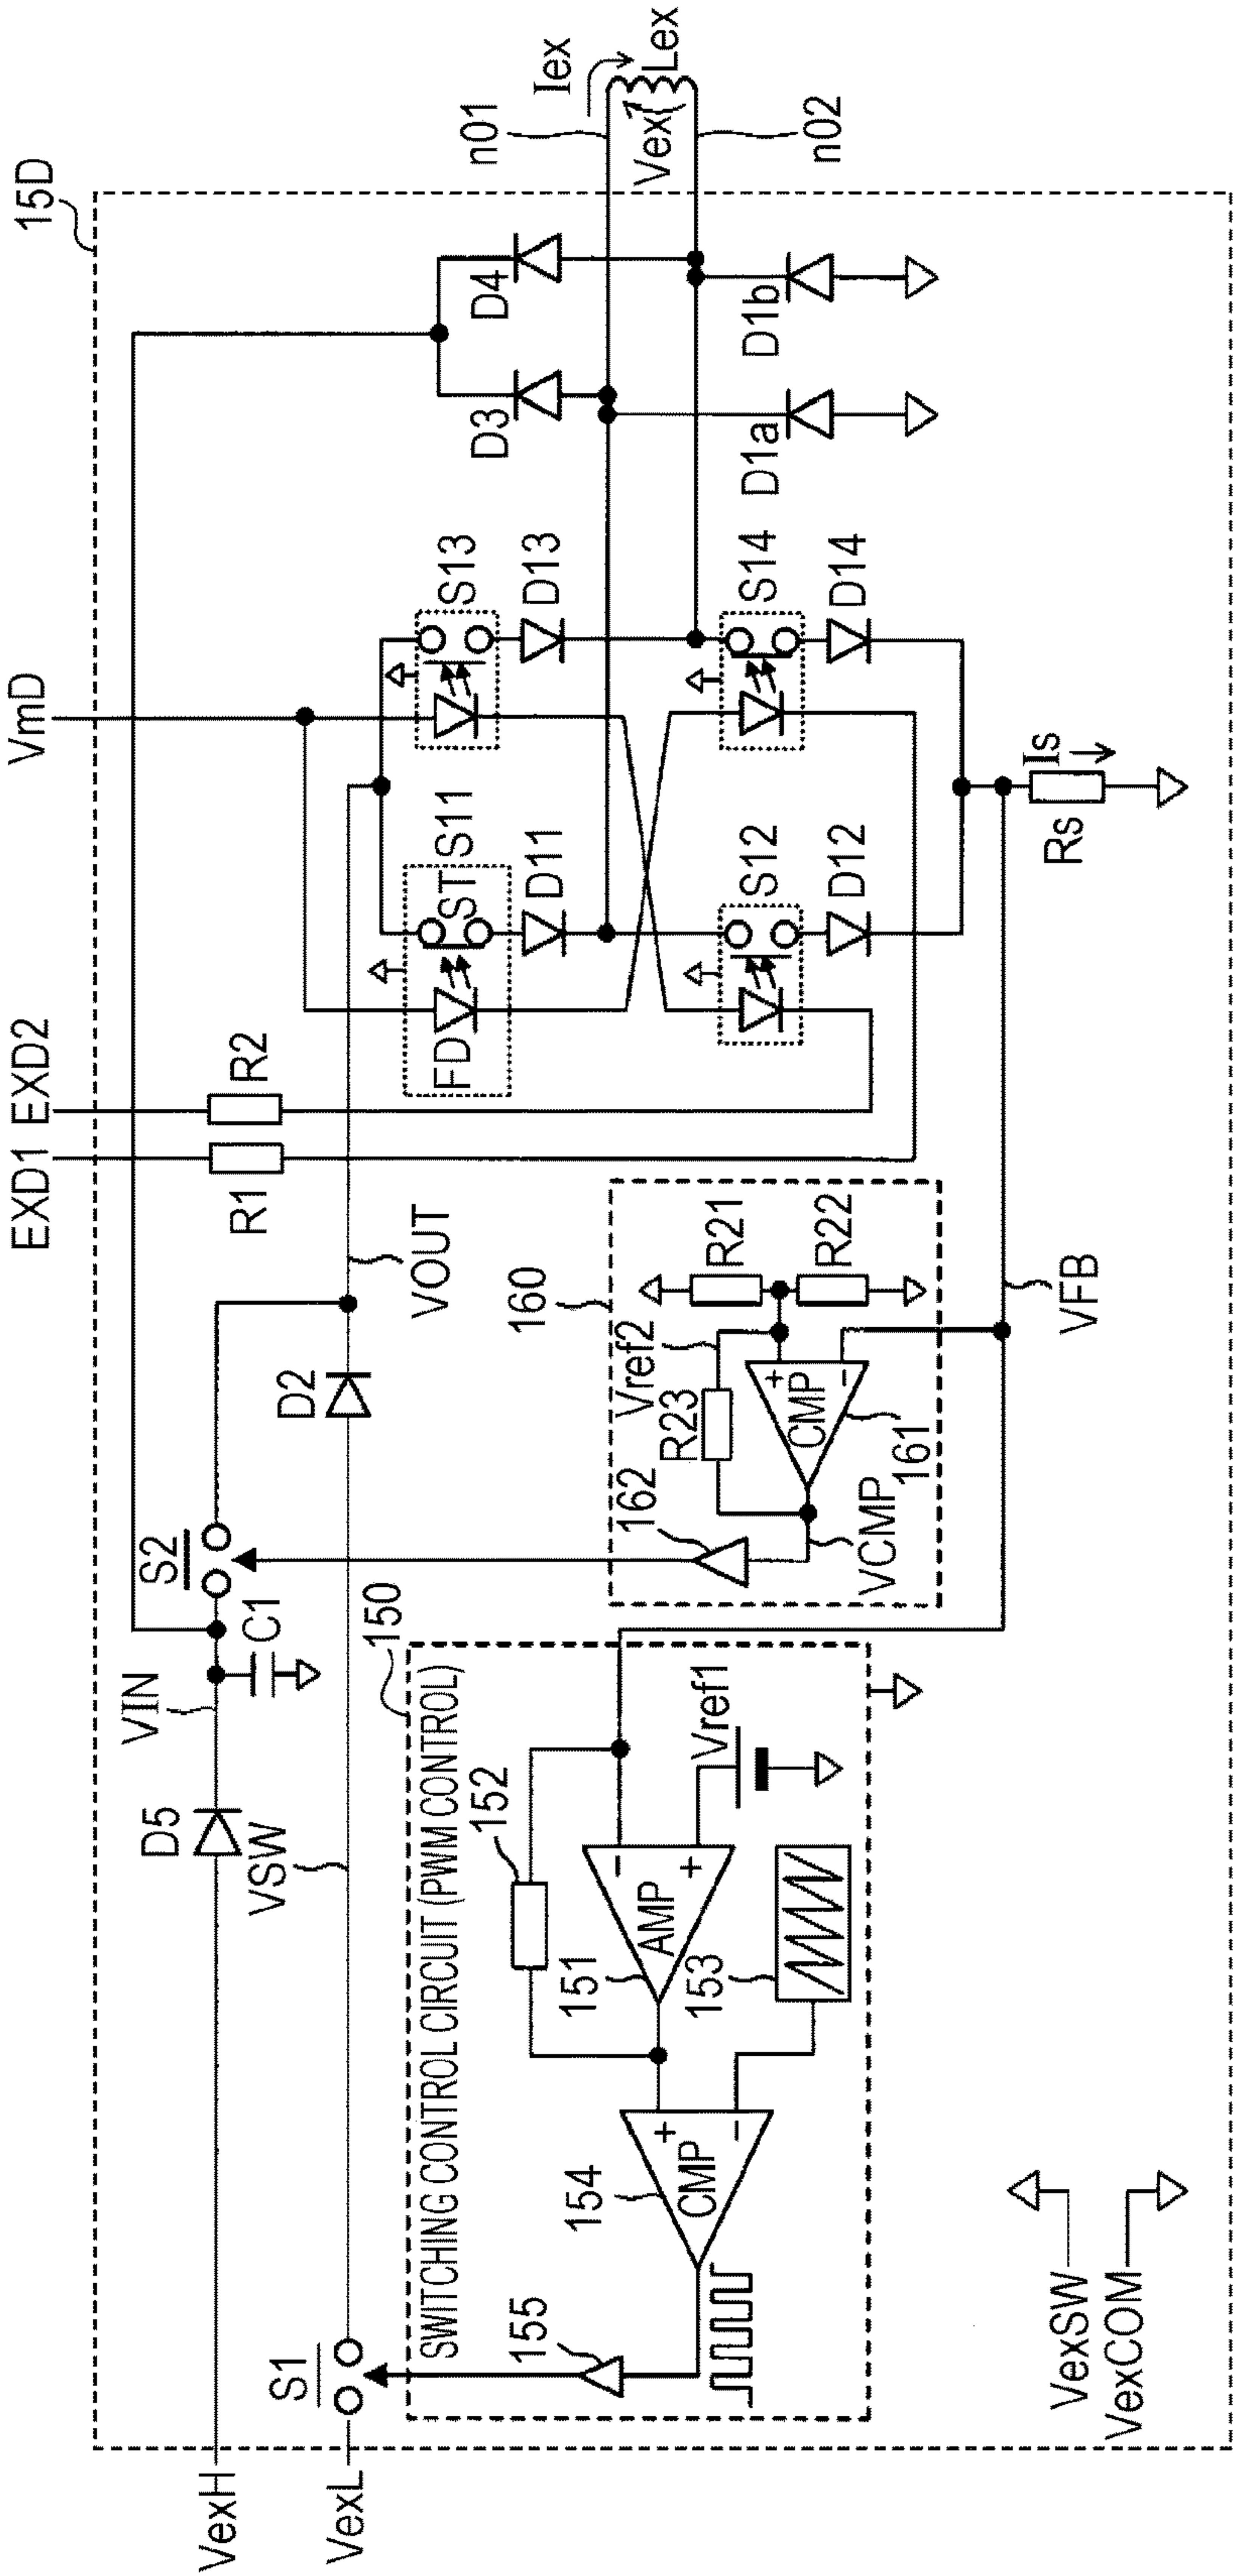 15D
EXD1
EXD2
VmD
R1
R2
VexH
VexL
D5
VIN
C1
S2
S1
VSW
D2
VOUT
FD
ST
S11
D11
S13
D13
D3
D4
Iex
n01
Vex
Lex
n02
S12
D12
S14
D14
D1a
D1b
Is
Rs
150
SWITCHING CONTROL CIRCUIT (PWM CONTROL)
155
154
CMP
+
-
152
151
AMP
-
+
153
Vref1
160
162
R23
Vref2
R21
R22
CMP
+
-
161
VCMP
VFB
VexSW
VexCOM